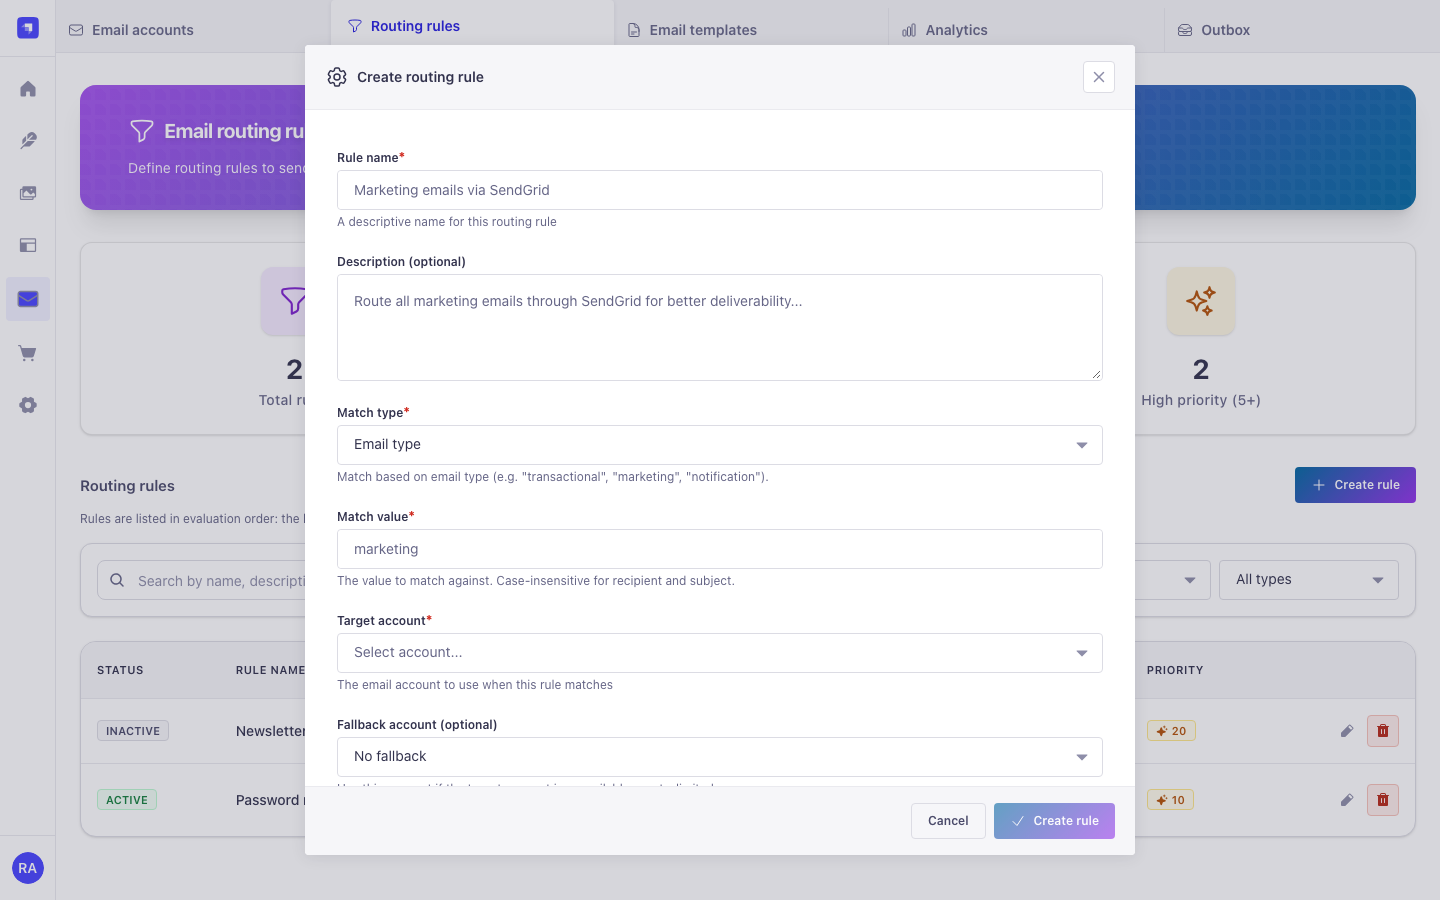 Email accounts
Routing rules
Email templates
Analytics
Outbox
Create routing rule
Email routing
Define routing rules to
Rule name*
Marketing emails via SendGrid
A descriptive name for this routing rule
Description (optional)
Route all marketing emails through SendGrid for better deliverability...
2
Total
2
High priority (5+)
Match type*
Email type
Match based on email type (e.g. "transactional", "marketing", "notification").
Routing rules
Create rule
Rules are listed in evaluation order: the
Match value*
marketing
The value to match against. Case-insensitive for recipient and subject.
Search by name,
All types
Target account*
Select account...
The email account to use when this rule matches
STATUS
RULE NAME
PRIORITY
INACTIVE
Newsletter
20
Fallback account (optional)
No fallback
ACTIVE
Password
10
Cancel
Create rule
RA